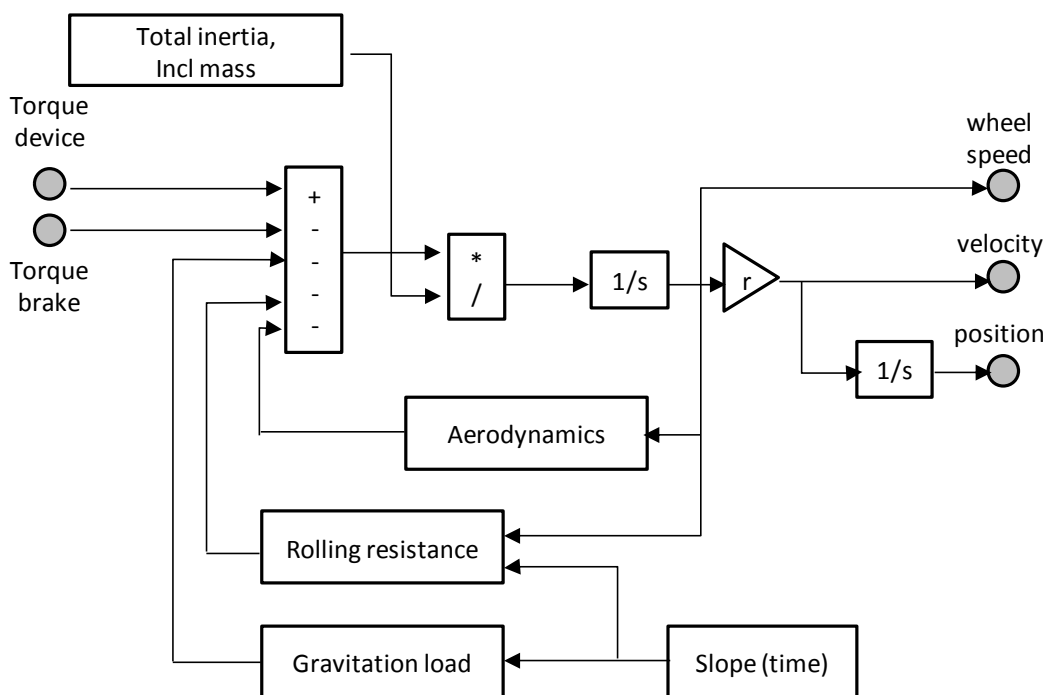 Total inertia,
Incl mass
Torque
device
wheel
speed
+
-
-
-
-
Torque
brake
*
/
1/s
r
velocity
position
1/s
Aerodynamics
Rolling resistance
Gravitation load
Slope (time)